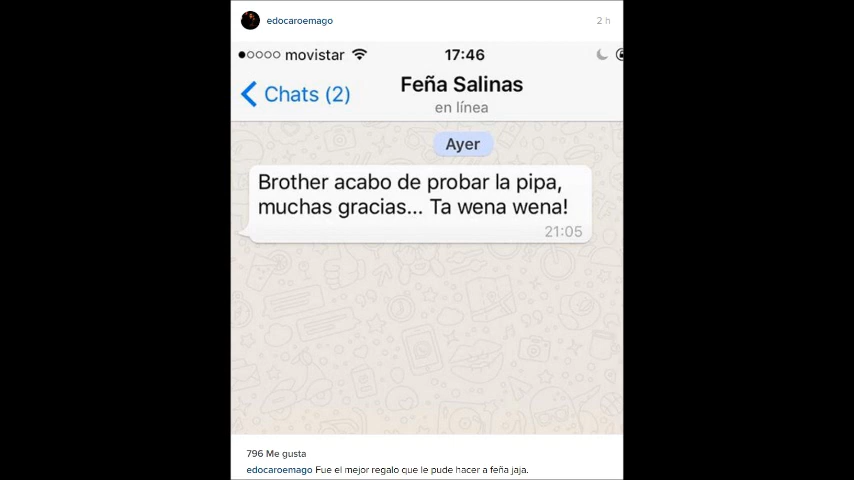 edocaroemago
2 h
movistar
17:46
Chats (2)
Feña Salinas
en línea
Ayer
Brother acabo de probar la pipa,
muchas gracias... Ta wena wena!
21:05
796 Me gusta
edocaroemago Fue el mejor regalo que le pude hacer a feña jaja.